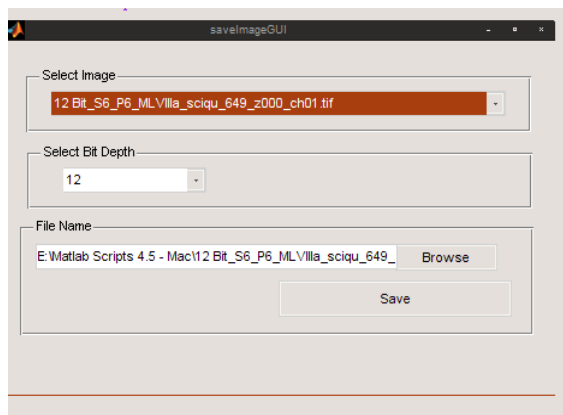 saveImageGUI
Select Image
12 Bit_S6_P6_MLVIIIa_sciqu_649_z000_ch01.tif
Select Bit Depth
12
File Name
E:\Matlab Scripts 4.5 - Mac\12 Bit_S6_P6_MLVIIIa_sciqu_649_
Browse
Save